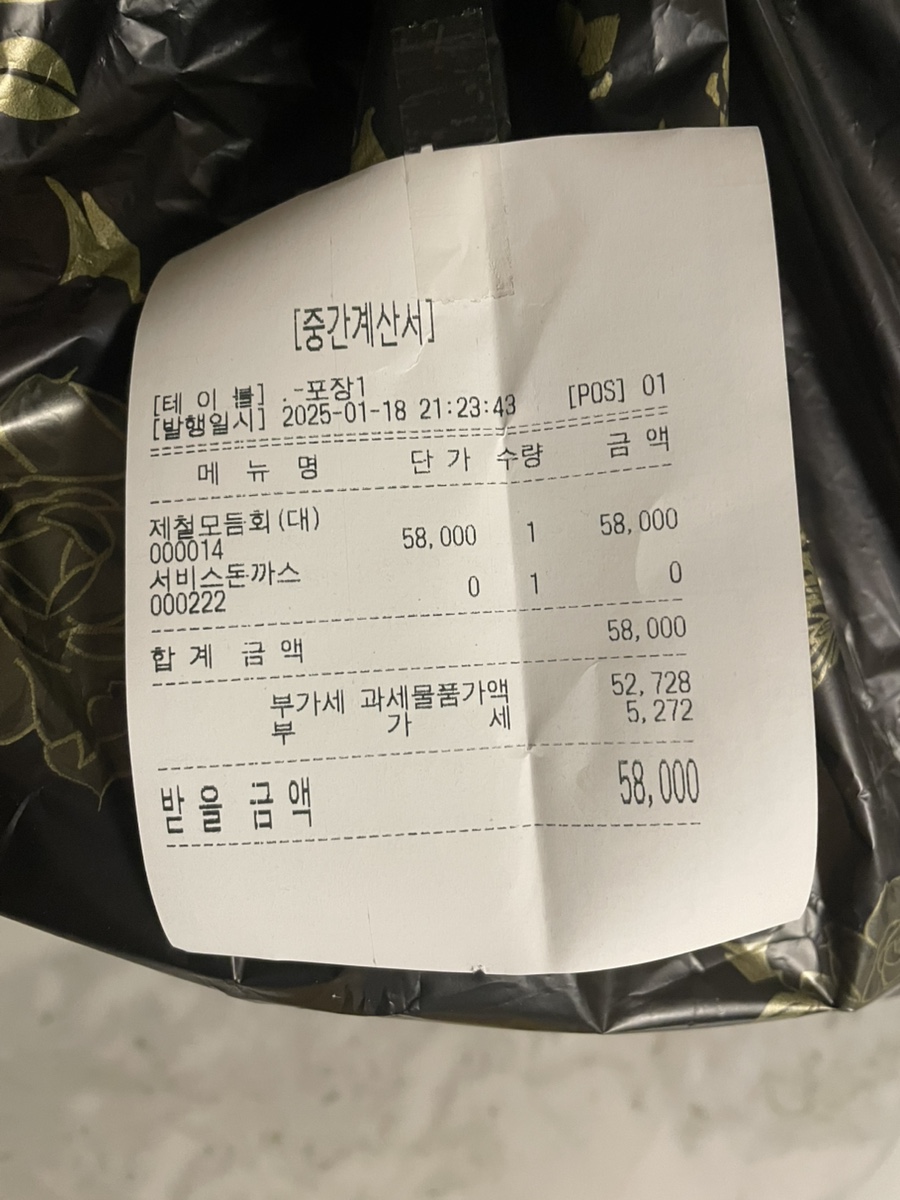 [중간계산서]
[테 이 블] .-포장1
[발행일시] 2025-01-18 21:23:43 [POS] 01
메 뉴 명 단 가 수량 금 액
제철모듬회(대) 58,000 1 58,000
000014
서비스돈까스 0 1 0
000222
합 계 금 액 58,000
부가세 과세물품가액 52,728
부 가 세 5,272
받 을 금 액 58,000